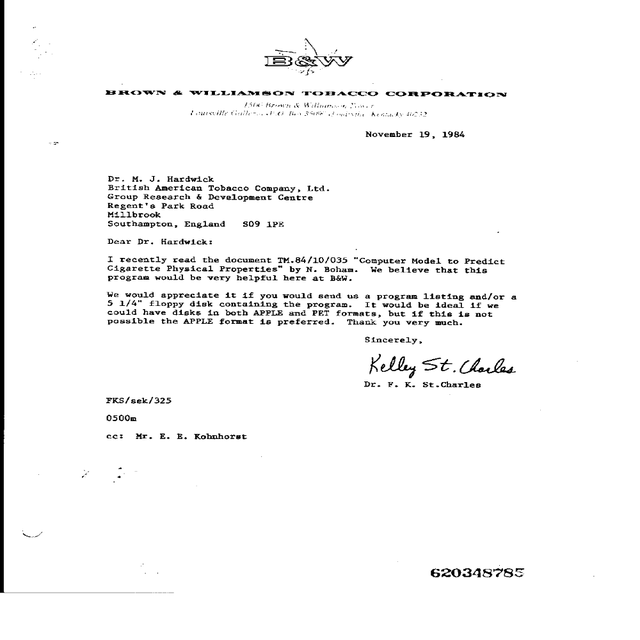 B&W
BROWN & WILLIAMSON TOBACCO CORPORATION
1500 Brown & Williamson Tower
Louisville Galleria, P.O. Box 35090, Louisville, Kentucky 40232
November 19, 1984
Dr. M. J. Hardwick
British American Tobacco Company, Ltd.
Group Research & Development Centre
Regent's Park Road
Millbrook
Southampton, England S09 1PE
Dear Dr. Hardwick:
I recently read the document TM.84/10/035 "Computer Model to Predict
Cigarette Physical Properties" by N. Boham. We believe that this
program would be very helpful here at B&W.
We would appreciate it if you would send us a program listing and/or a
5 1/4" floppy disk containing the program. It would be ideal if we
could have disks in both APPLE and PET formats, but if this is not
possible the APPLE format is preferred. Thank you very much.
Sincerely,
Kelley St. Charles
Dr. F. K. St.Charles
FKS/sek/325
0500m
cc: Mr. E. E. Kohnhorst
620348785